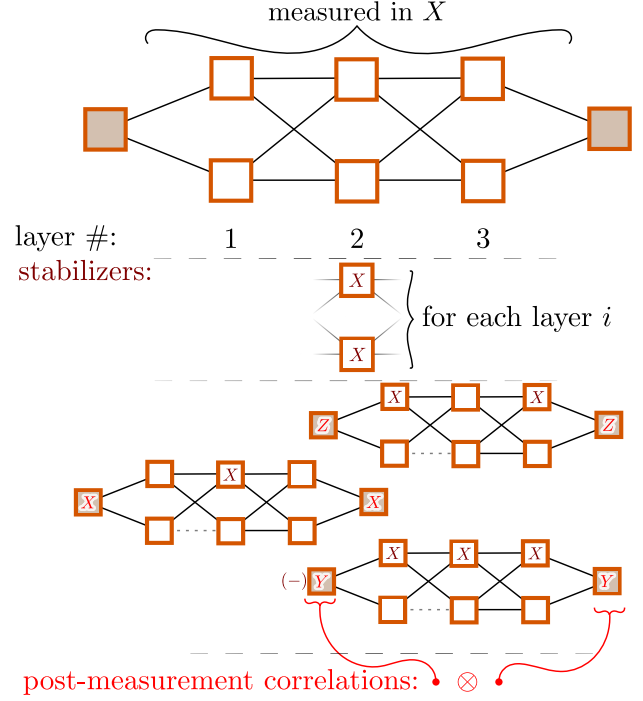 measured in X
layer #: 1 2 3
stabilizers:
X
for each layer i
X
X X
Z Z
X
X X
X X X
(−) Y Y
post-measurement correlations: • ⊗ •